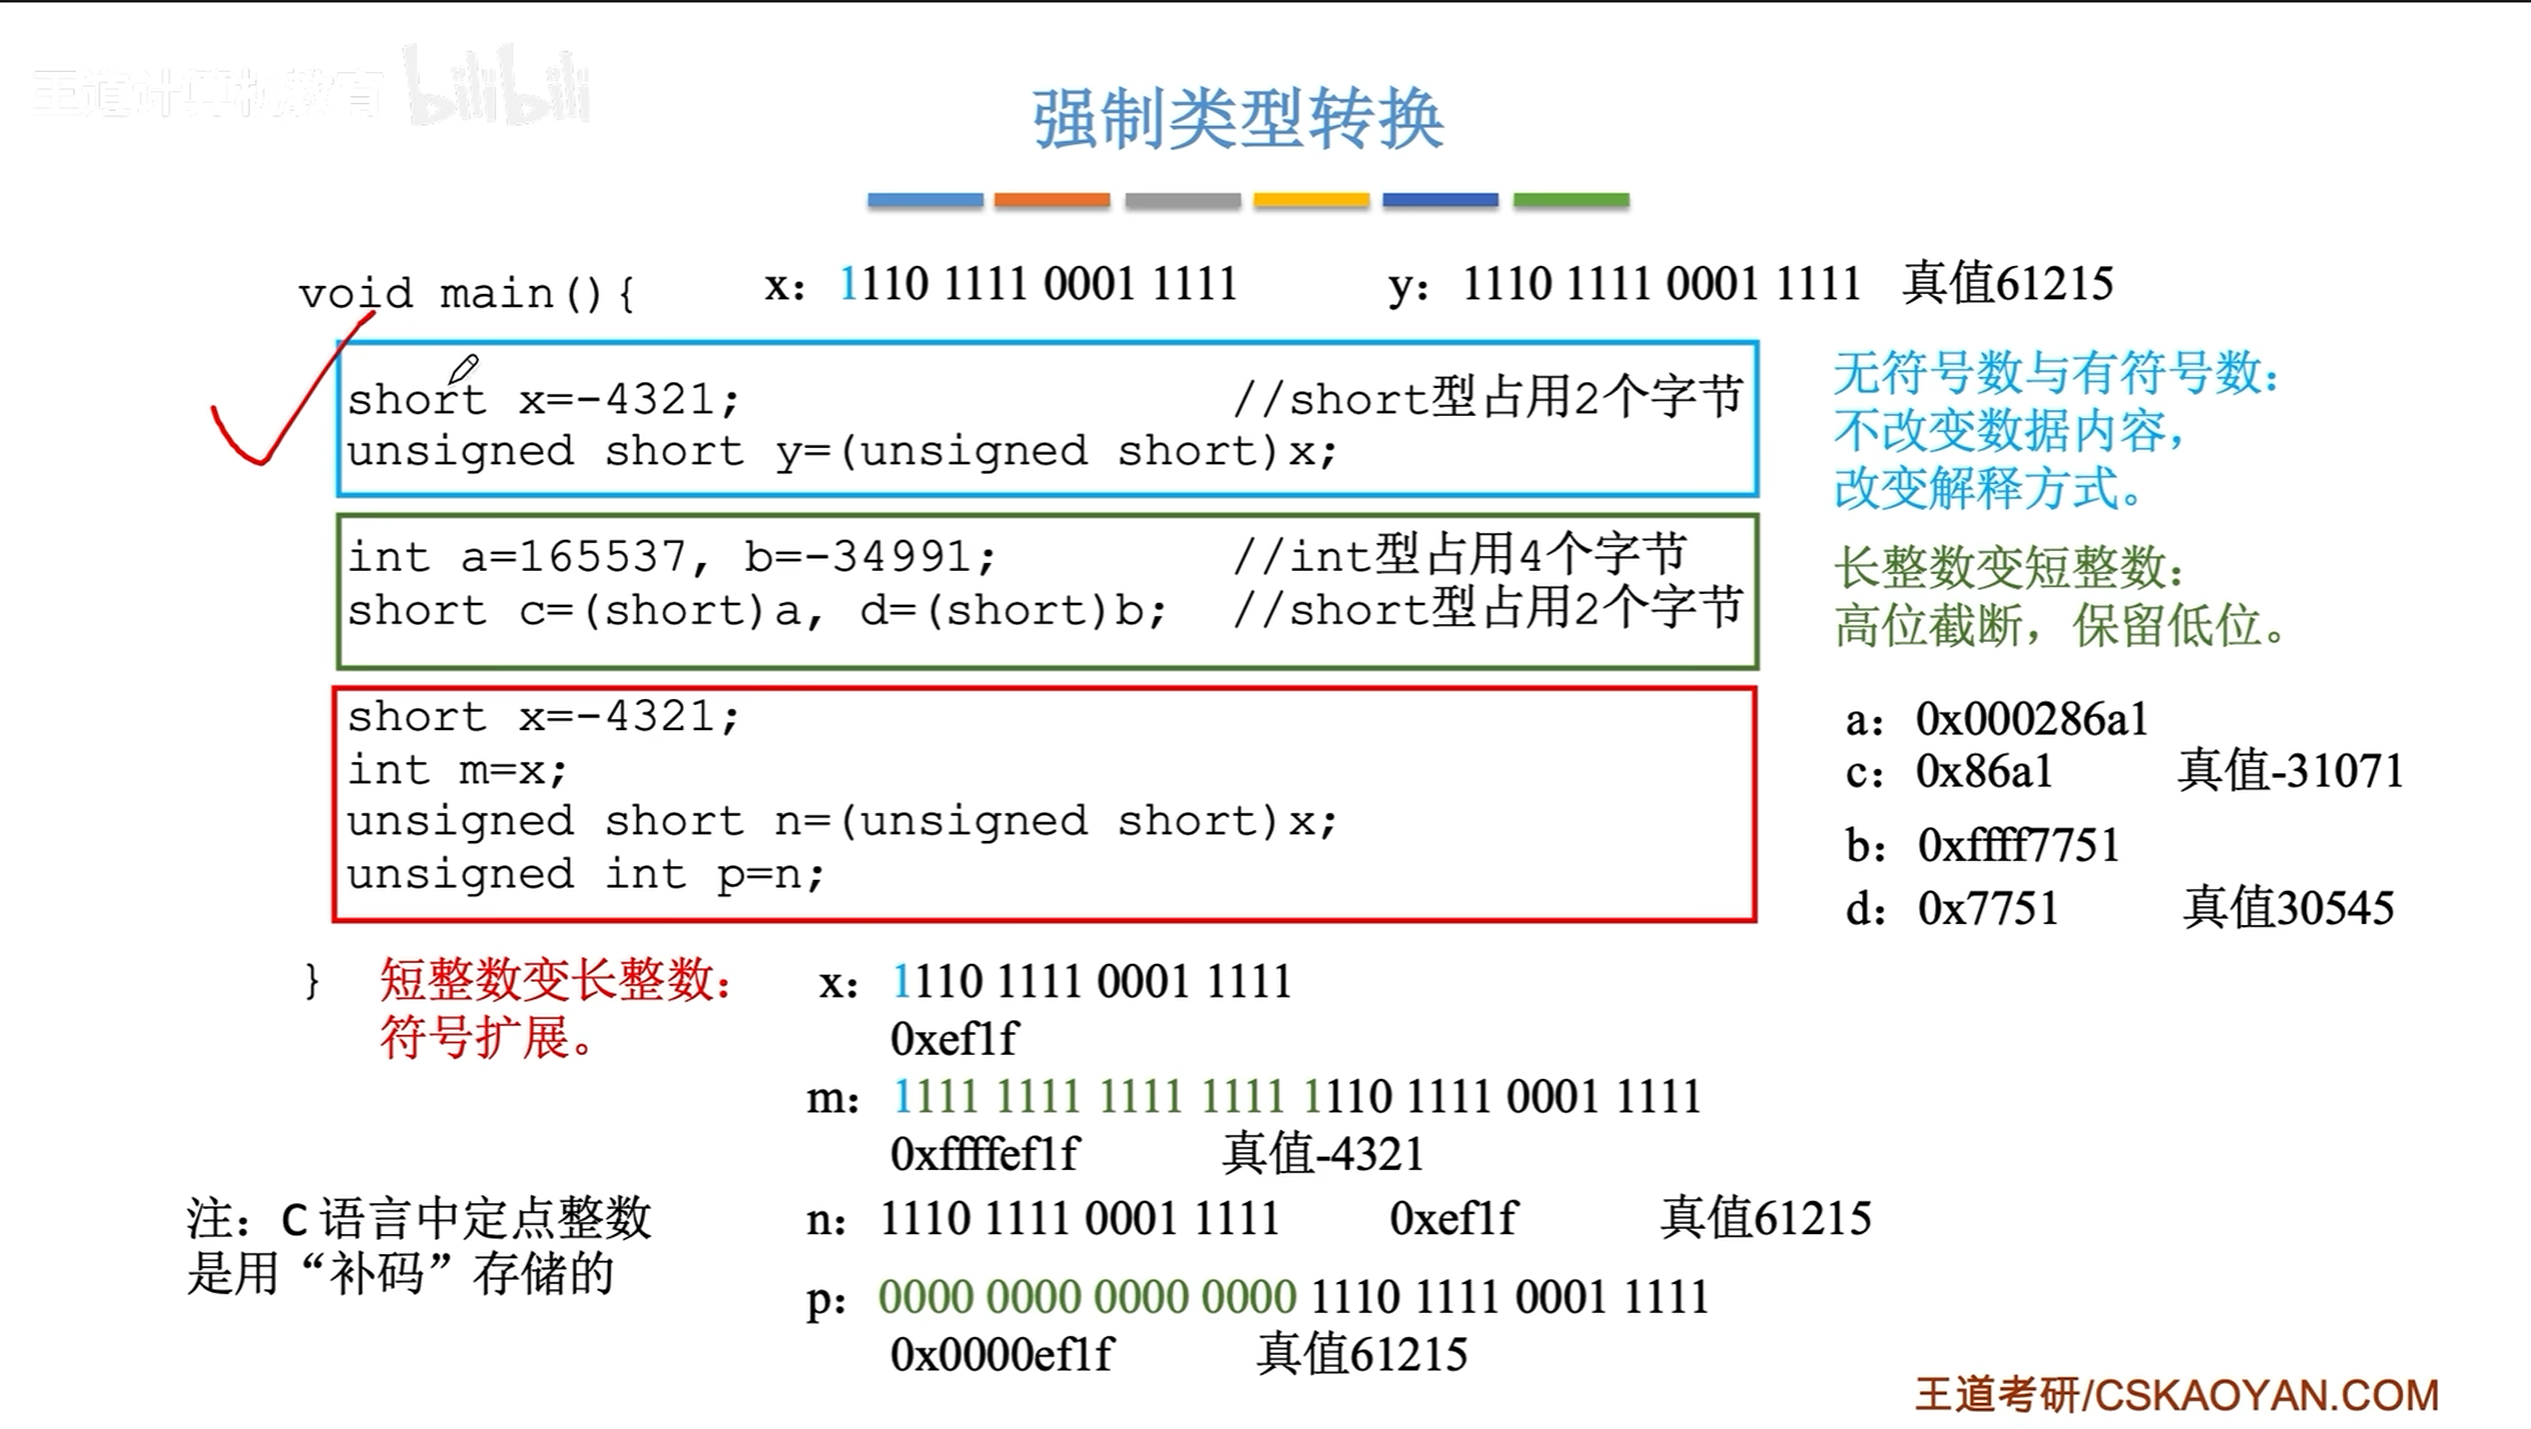 王道计算机教育 bilibili
强制类型转换
void main(){
x: 1110 1111 0001 1111
y: 1110 1111 0001 1111 真值61215
short x=-4321; //short型占用2个字节
unsigned short y=(unsigned short)x;
无符号数与有符号数:
不改变数据内容,
改变解释方式。
int a=165537, b=-34991; //int型占用4个字节
short c=(short)a, d=(short)b; //short型占用2个字节
长整数变短整数:
高位截断，保留低位。
short x=-4321;
int m=x;
unsigned short n=(unsigned short)x;
unsigned int p=n;
a: 0x000286a1
c: 0x86a1 真值-31071
b: 0xffff7751
d: 0x7751 真值30545
}
短整数变长整数:
符号扩展。
x: 1110 1111 0001 1111
0xef1f
m: 1111 1111 1111 1111 1110 1111 0001 1111
0xffffef1f 真值-4321
n: 1110 1111 0001 1111 0xef1f 真值61215
p: 0000 0000 0000 0000 1110 1111 0001 1111
0x0000ef1f 真值61215
注：C 语言中定点整数
是用“补码”存储的
王道考研/CSKAOYAN.COM